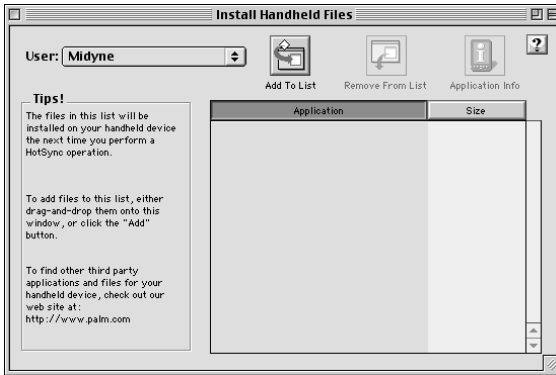 Install Handheld Files
User: Midyne
?
Add To List
Remove From List
Application Info
Tips!
The files in this list will be
installed on your handheld device
the next time you perform a
HotSync operation.
To add files to this list, either
drag-and-drop them onto this
window, or click the "Add"
button.
To find other third party
applications and files for your
handheld device, check out our
web site at:
http://www.palm.com
Application
Size